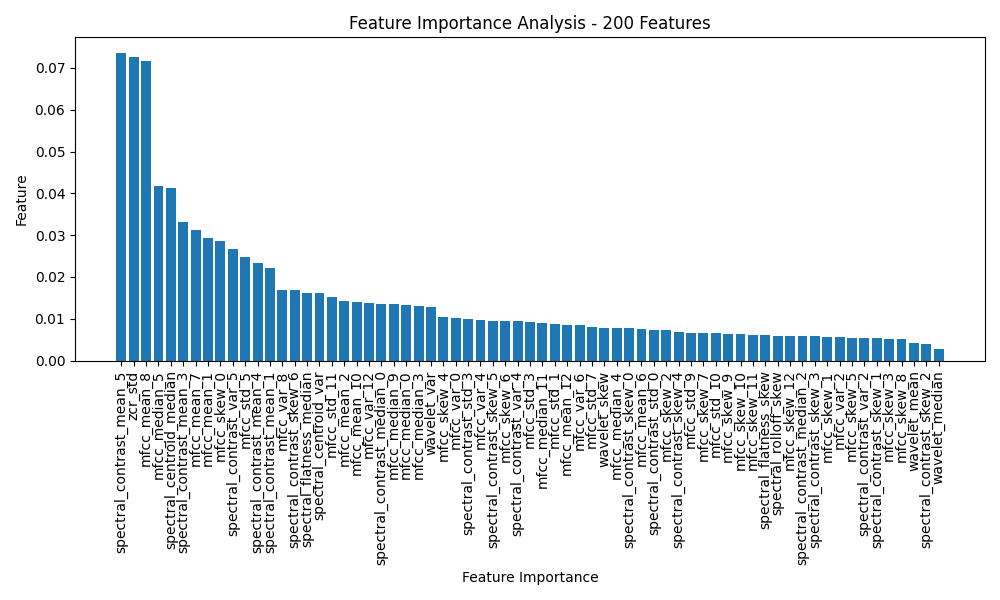 Feature Importance Analysis - 200 Features
Feature
0.07
0.06
0.05
0.04
0.03
0.02
0.01
0.00
spectral_contrast_mean_5
zcr_std
mfcc_mean_8
mfcc_median_5
spectral_centroid_median
spectral_contrast_mean_3
mfcc_mean_7
mfcc_mean_1
mfcc_skew_0
spectral_contrast_var_5
mfcc_std_5
spectral_contrast_mean_4
spectral_contrast_mean_1
mfcc_var_8
spectral_contrast_skew_6
spectral_flatness_median
spectral_centroid_var
mfcc_std_11
mfcc_mean_2
mfcc_mean_10
mfcc_var_12
spectral_contrast_median_0
mfcc_median_9
mfcc_median_0
mfcc_median_3
wavelet_var
mfcc_skew_4
mfcc_var_0
spectral_contrast_std_3
mfcc_var_4
spectral_contrast_skew_5
mfcc_skew_6
spectral_contrast_var_4
mfcc_std_3
mfcc_median_11
mfcc_std_1
mfcc_mean_12
mfcc_var_6
mfcc_std_7
wavelet_skew
mfcc_median_4
spectral_contrast_skew_0
mfcc_mean_6
spectral_contrast_std_0
mfcc_skew_2
spectral_contrast_skew_4
mfcc_std_9
mfcc_skew_7
mfcc_std_10
mfcc_skew_9
mfcc_skew_10
mfcc_skew_11
spectral_flatness_skew
spectral_rolloff_skew
mfcc_skew_12
spectral_contrast_median_2
spectral_contrast_skew_3
mfcc_skew_1
mfcc_var_2
mfcc_skew_5
spectral_contrast_var_2
spectral_contrast_skew_1
mfcc_skew_3
mfcc_skew_8
wavelet_mean
spectral_contrast_skew_2
wavelet_median
Feature Importance